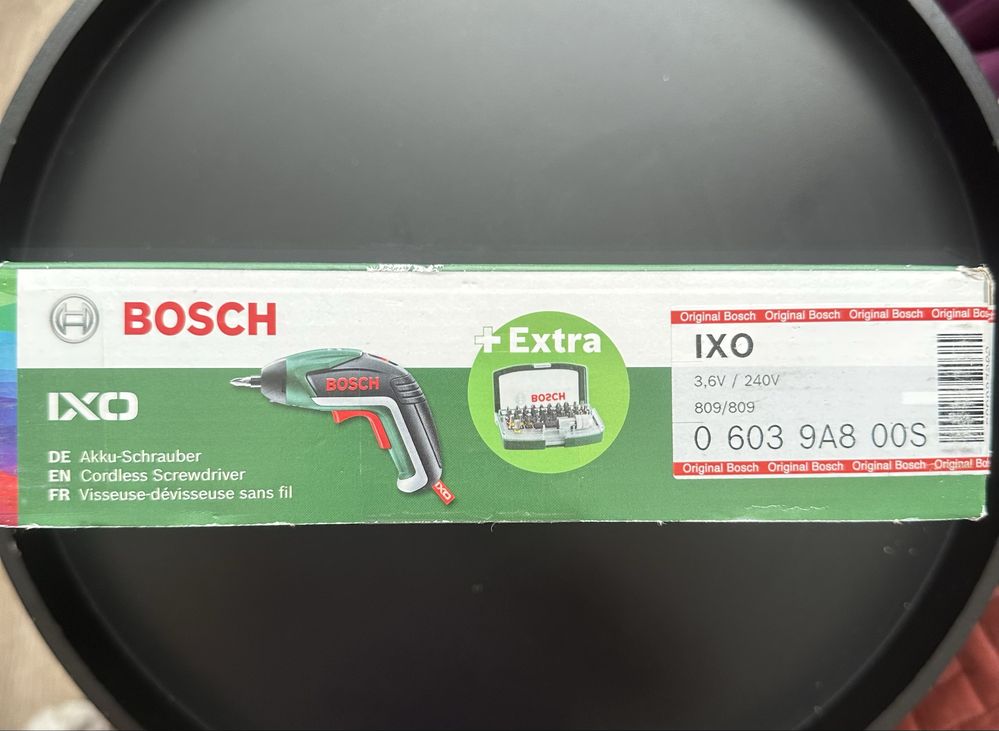 BOSCH
IXO
DE Akku-Schrauber
EN Cordless Screwdriver
FR Visseuse-dévisseuse sans fil
BOSCH
IXO
+ Extra
BOSCH
Original Bosch Original Bosch Original Bosch Original
IXO
3,6V / 240V
809/809
0 603 9A8 00S
Original Bosch Original Bosch Original Bosch Original